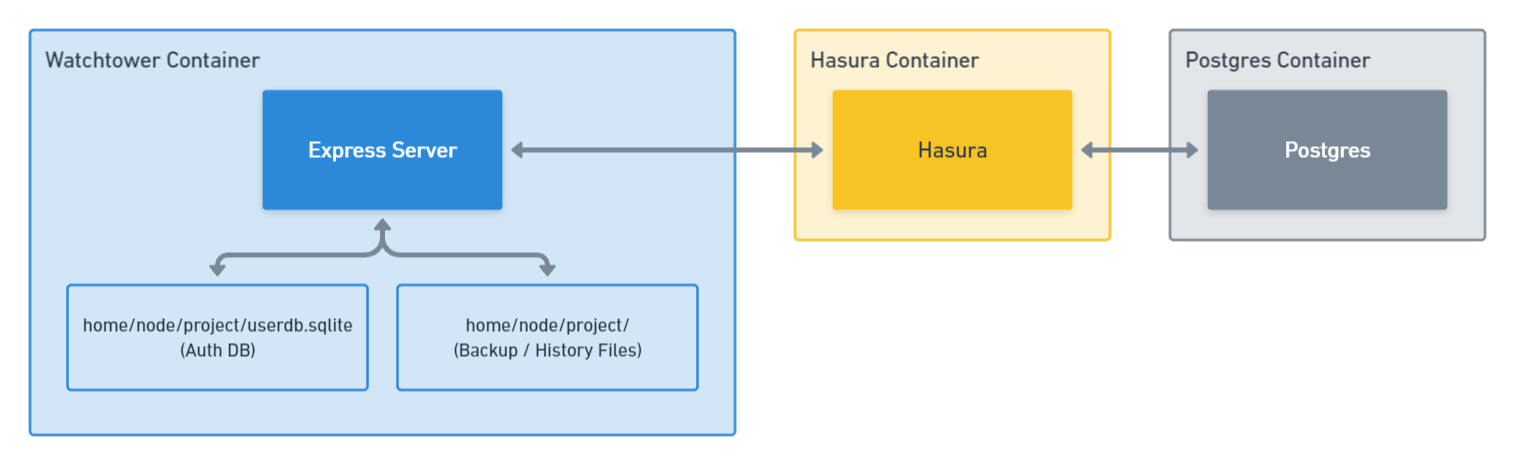 Watchtower Container
Hasura Container
Postgres Container
Express Server
Hasura
Postgres
home/node/project/userdb.sqlite
(Auth DB)
home/node/project/
(Backup / History Files)